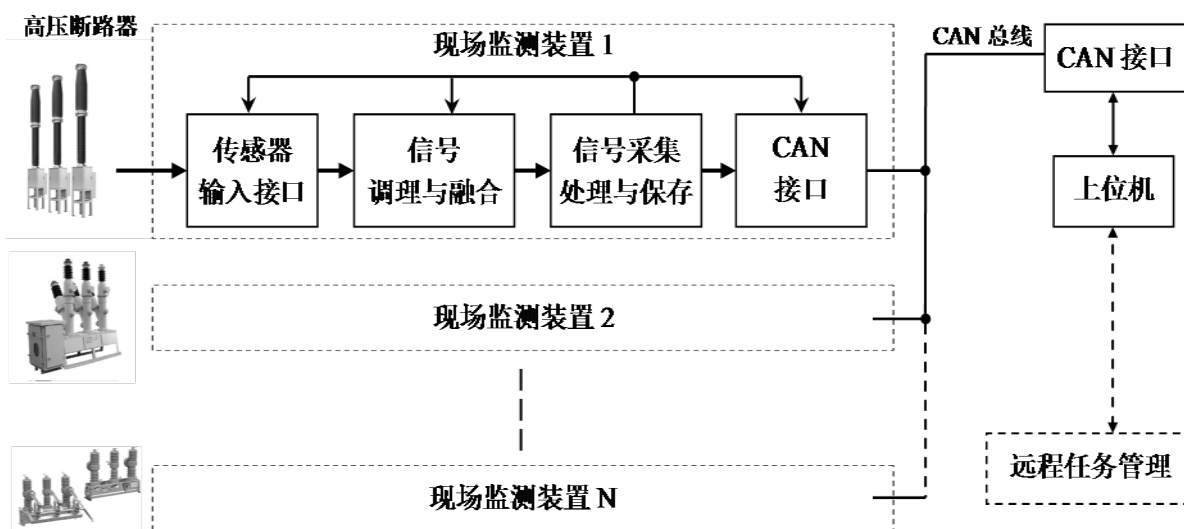 高压断路器
现场监测装置 1
CAN 总线
CAN 接口
传感器
输入接口
信号
调理与融合
信号采集
处理与保存
CAN
接口
上位机
现场监测装置 2
远程任务管理
现场监测装置 N